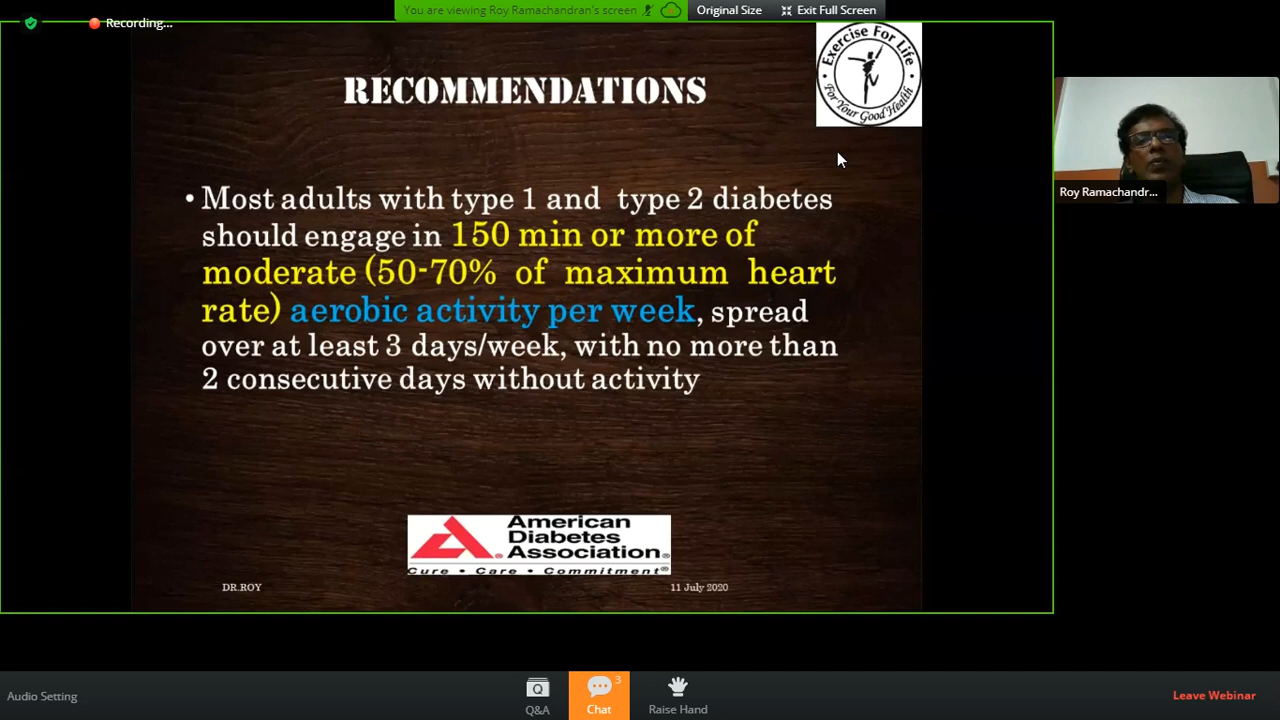 Recording...
You are viewing Roy Ramachandran's screen
Original Size
Exit Full Screen
RECOMMENDATIONS
Exercise For Life
For Your Good Health
• Most adults with type 1 and type 2 diabetes
should engage in 150 min or more of
moderate (50-70% of maximum heart
rate) aerobic activity per week, spread
over at least 3 days/week, with no more than
2 consecutive days without activity
Roy Ramachandr...
American
Diabetes
Association®
Cure • Care • Commitment®
DR.ROY
11 July 2020
Audio Setting
Q&A
Chat
3
Raise Hand
Leave Webinar